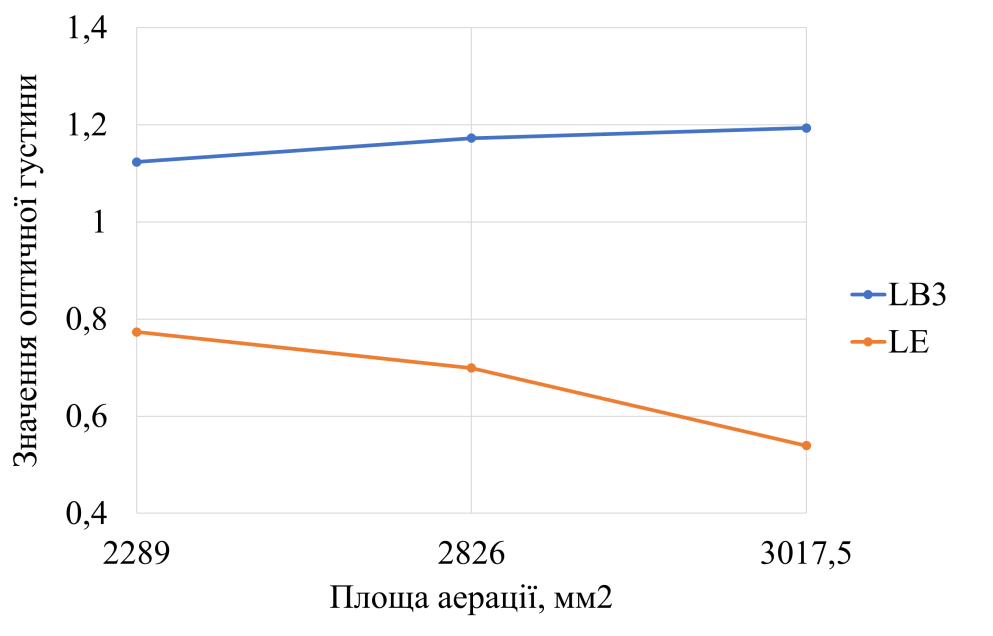 Значення оптичної густини
1,4
1,2
1
0,8
0,6
0,4
2289
2826
3017,5
Площа аерації, мм2
LB3
LE